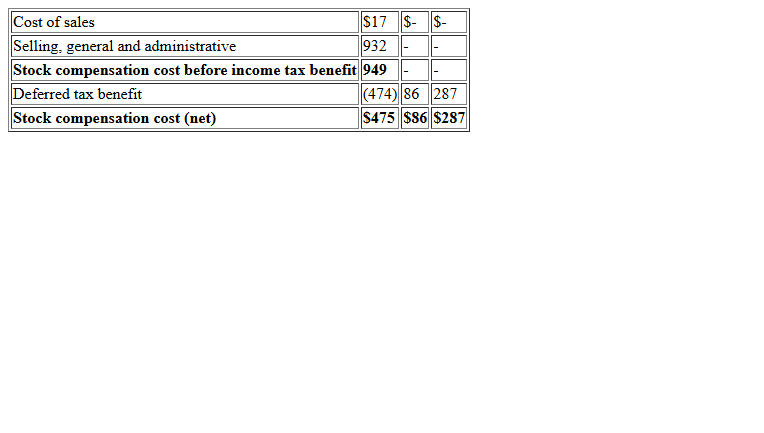 Cost of sales $17 $- $-
Selling, general and administrative 932 - -
Stock compensation cost before income tax benefit 949 - -
Deferred tax benefit (474) 86 287
Stock compensation cost (net) $475 $86 $287